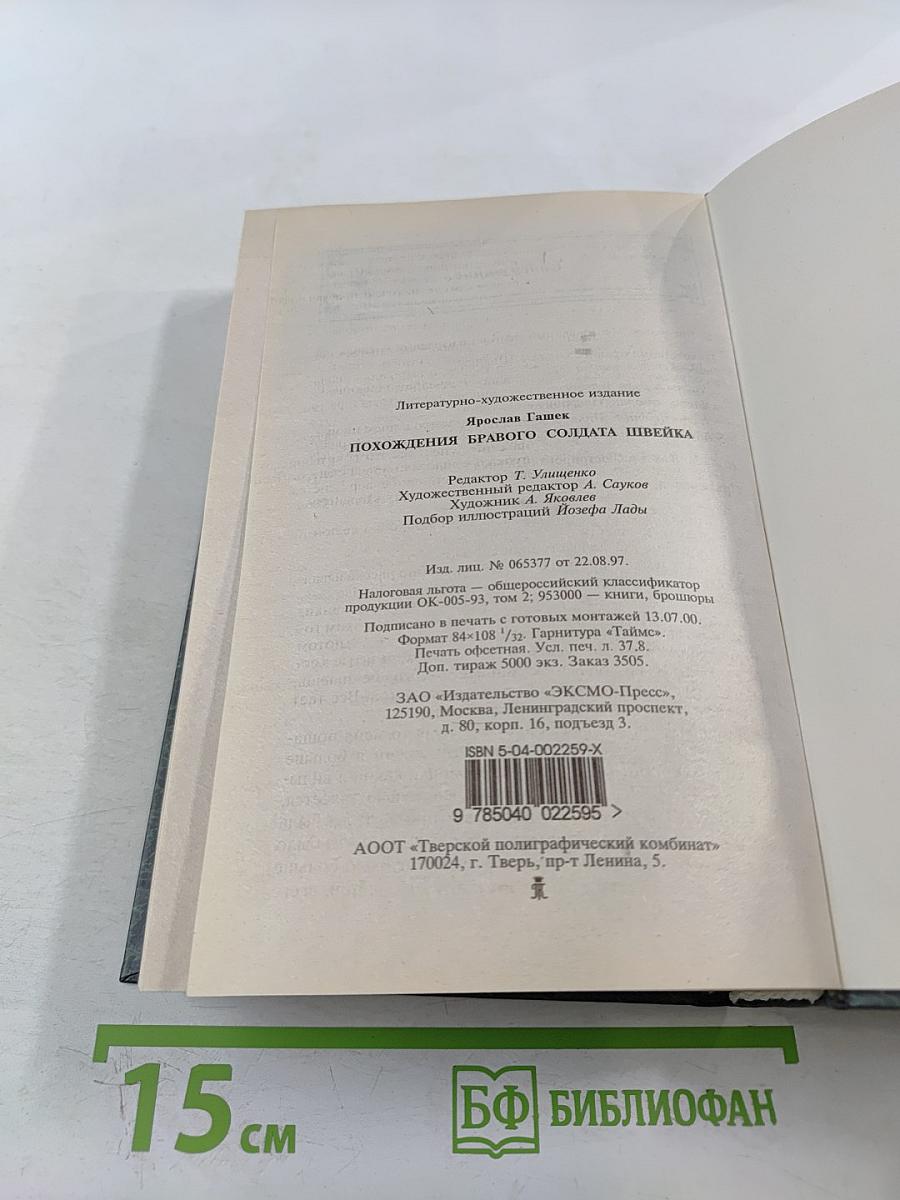 Литературно-художественное издание
Ярослав Гашек
ПОХОЖДЕНИЯ БРАВОГО СОЛДАТА ШВЕЙКА
Редактор Т. Улищенко
Художественный редактор А. Сауков
Художник А. Яковлев
Подбор иллюстраций Йозефа Лады
Изд. лиц. № 065377 от 22.08.97.
Налоговая льгота — общероссийский классификатор
продукции ОК-005-93, том 2; 953000 — книги, брошюры
Подписано в печать с готовых монтажей 13.07.00.
Формат 84×108 1/32. Гарнитура «Таймс».
Печать офсетная. Усл. печ. л. 37.8.
Доп. тираж 5000 экз. Заказ 3505.
ЗАО «Издательство «ЭКСМО-Пресс»,
125190, Москва, Ленинградский проспект,
д. 80, корп. 16, подъезд 3.
ISBN 5-04-002259-X
9 785040 022595 >
АООТ «Тверской полиграфический комбинат»
170024, г. Тверь, пр-т Ленина, 5.
15 см
БФ БИБЛИОФАН